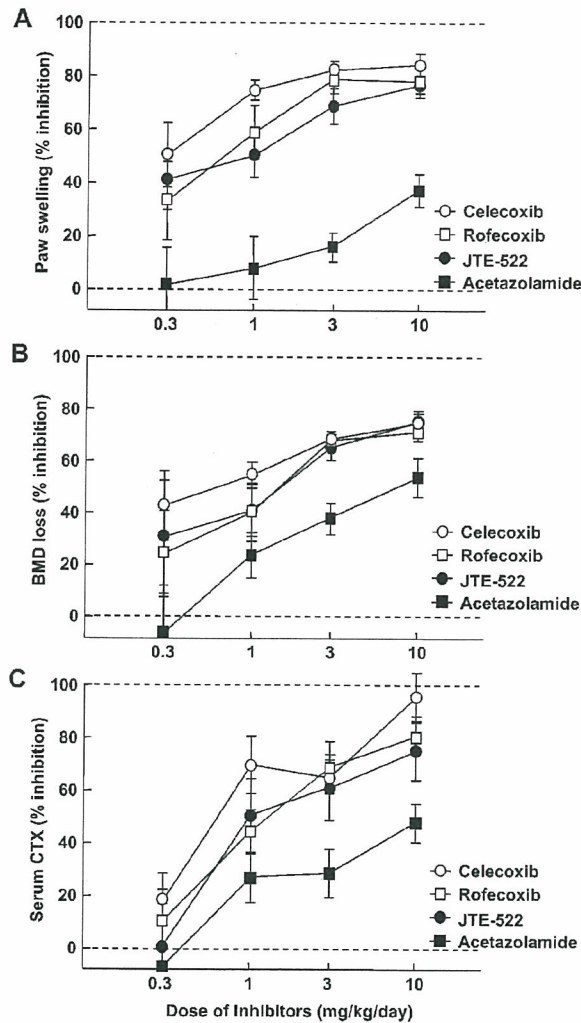 A
100
80
60
40
20
0
Paw swelling (% inhibition)
Celecoxib
Rofecoxib
JTE-522
Acetazolamide
0.3 1 3 10
B
100
80
60
40
20
0
BMD loss (% inhibition)
Celecoxib
Rofecoxib
JTE-522
Acetazolamide
0.3 1 3 10
C
100
80
60
40
20
0
Serum CTX (% inhibition)
Celecoxib
Rofecoxib
JTE-522
Acetazolamide
0.3 1 3 10
Dose of Inhibitors (mg/kg/day)